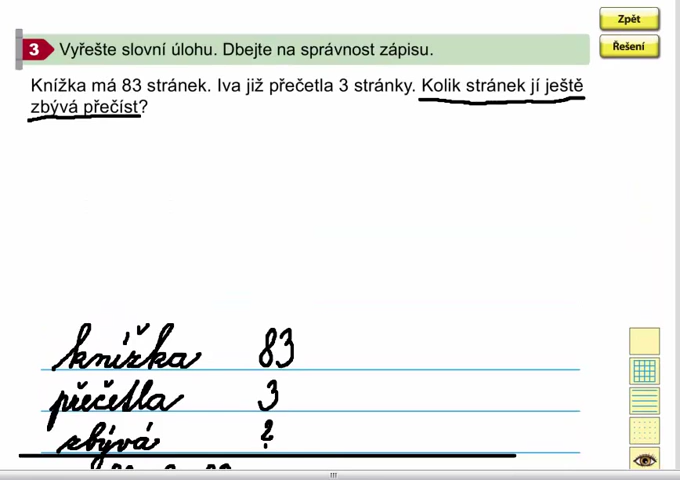 Zpět
3 Vyřešte slovní úlohu. Dbejte na správnost zápisu.
Řešení
Knížka má 83 stránek. Iva již přečetla 3 stránky. Kolik stránek jí ještě
zbývá přečíst?
knížka 83
přečetla 3
zbývá ?